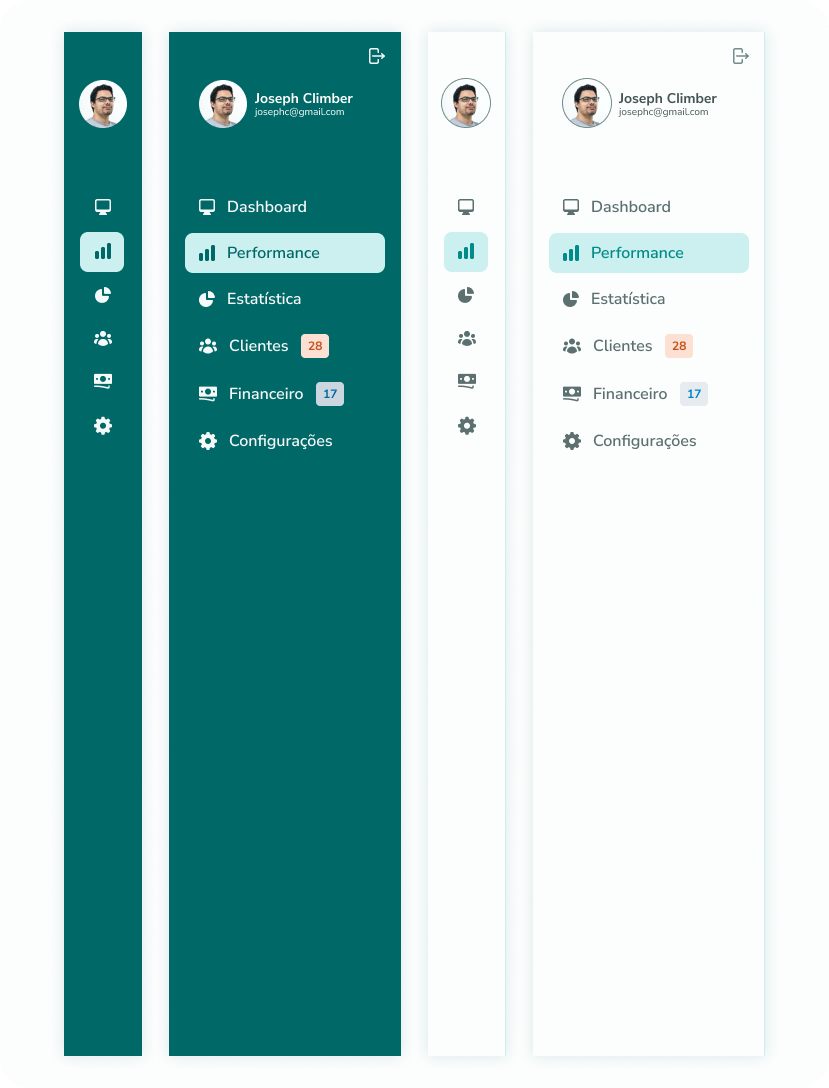 Joseph Climber
josephc@gmail.com
Dashboard
Performance
Estatística
Clientes 28
Financeiro 17
Configurações
Joseph Climber
josephc@gmail.com
Dashboard
Performance
Estatística
Clientes 28
Financeiro 17
Configurações